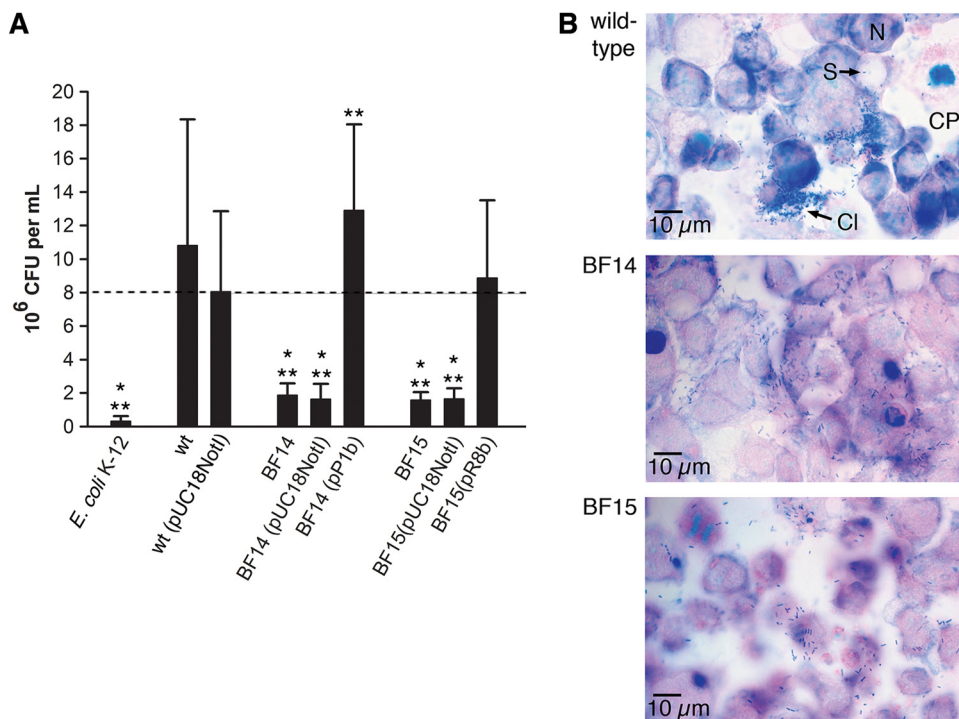 A
10⁶ CFU per mL
20
18
16
14
12
10
8
6
4
2
0
*
**
*
**
*
**
**
*
**
*
**
E. coli K-12
wt
wt (pUC18NotI)
BF14
BF14 (pUC18NotI)
BF14 (pP1b)
BF15
BF15(pUC18NotI)
BF15(pR8b)
B
wild-
type
N
S
CP
Cl
10 µm
BF14
10 µm
BF15
10 µm